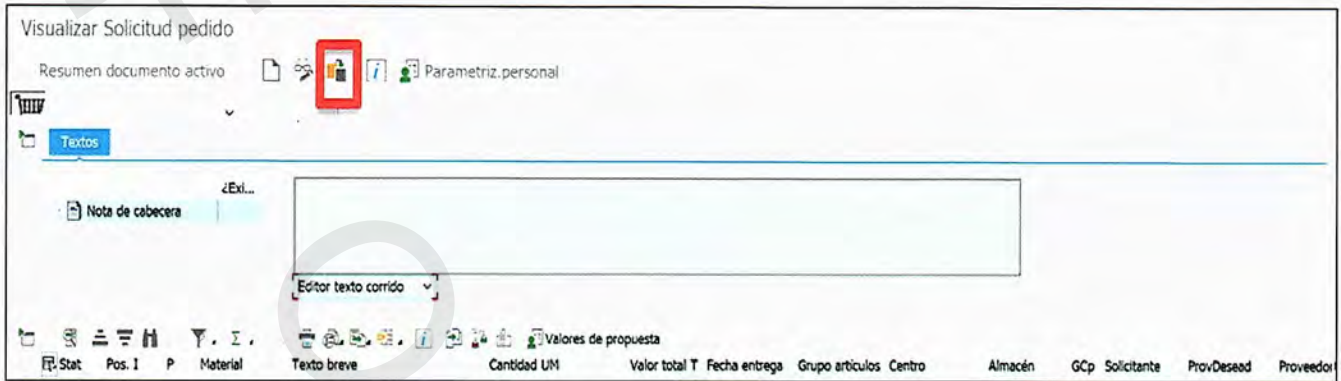 Visualizar Solicitud pedido
Resumen documento activo i Parametriz.personal
Textos
¿Exi...
Nota de cabecera
Editor texto corrido
i Valores de propuesta
Stat Pos. I P Material Texto breve Cantidad UM Valor total T Fecha entrega Grupo artículos Centro Almacén GCp Solicitante ProvDesead Proveedor